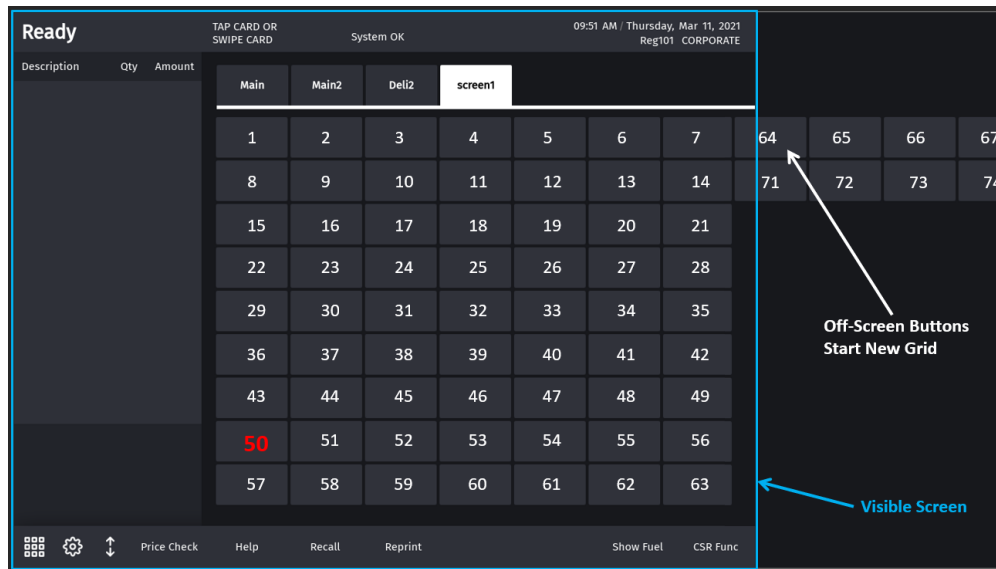 Ready
TAP CARD OR
SWIPE CARD
System OK
09:51 AM / Thursday, Mar 11, 2021
Reg101 CORPORATE
Description Qty Amount
Main Main2 Deli2 screen1
1 2 3 4 5 6 7 64 65 66 67
8 9 10 11 12 13 14 71 72 73 74
15 16 17 18 19 20 21
22 23 24 25 26 27 28
29 30 31 32 33 34 35
Off-Screen Buttons
Start New Grid
36 37 38 39 40 41 42
43 44 45 46 47 48 49
50 51 52 53 54 55 56
57 58 59 60 61 62 63
Visible Screen
Price Check Help Recall Reprint Show Fuel CSR Func